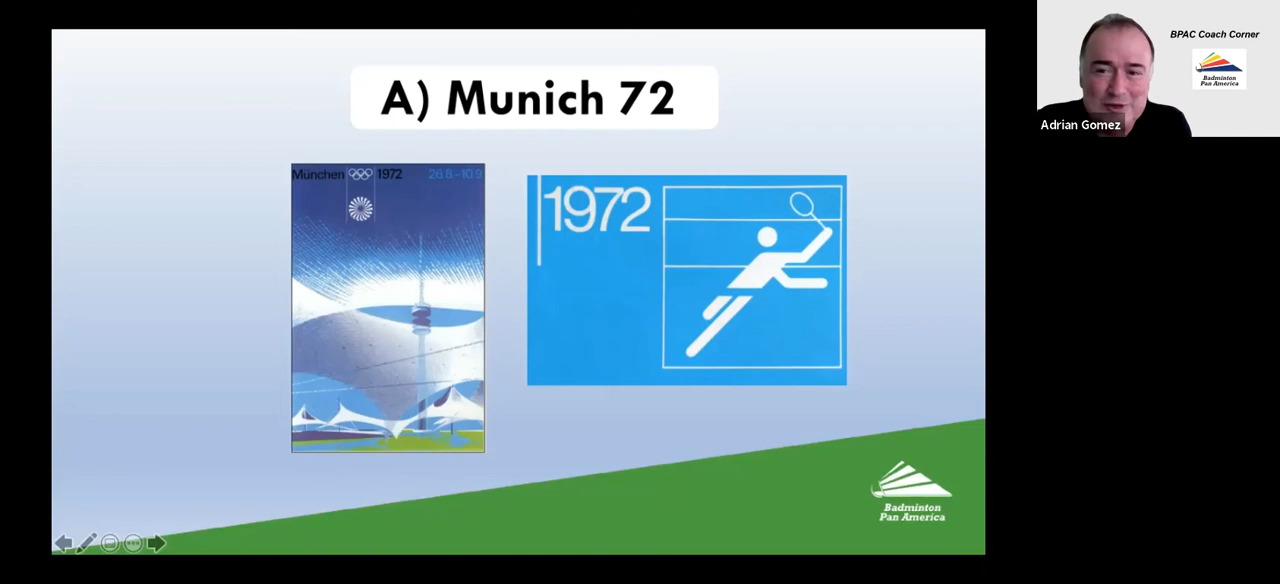 A) Munich 72
München 1972 26.8.-10.9
1972
Badminton
Pan America
BPAC Coach Corner
Badminton
Pan America
Adrian Gomez